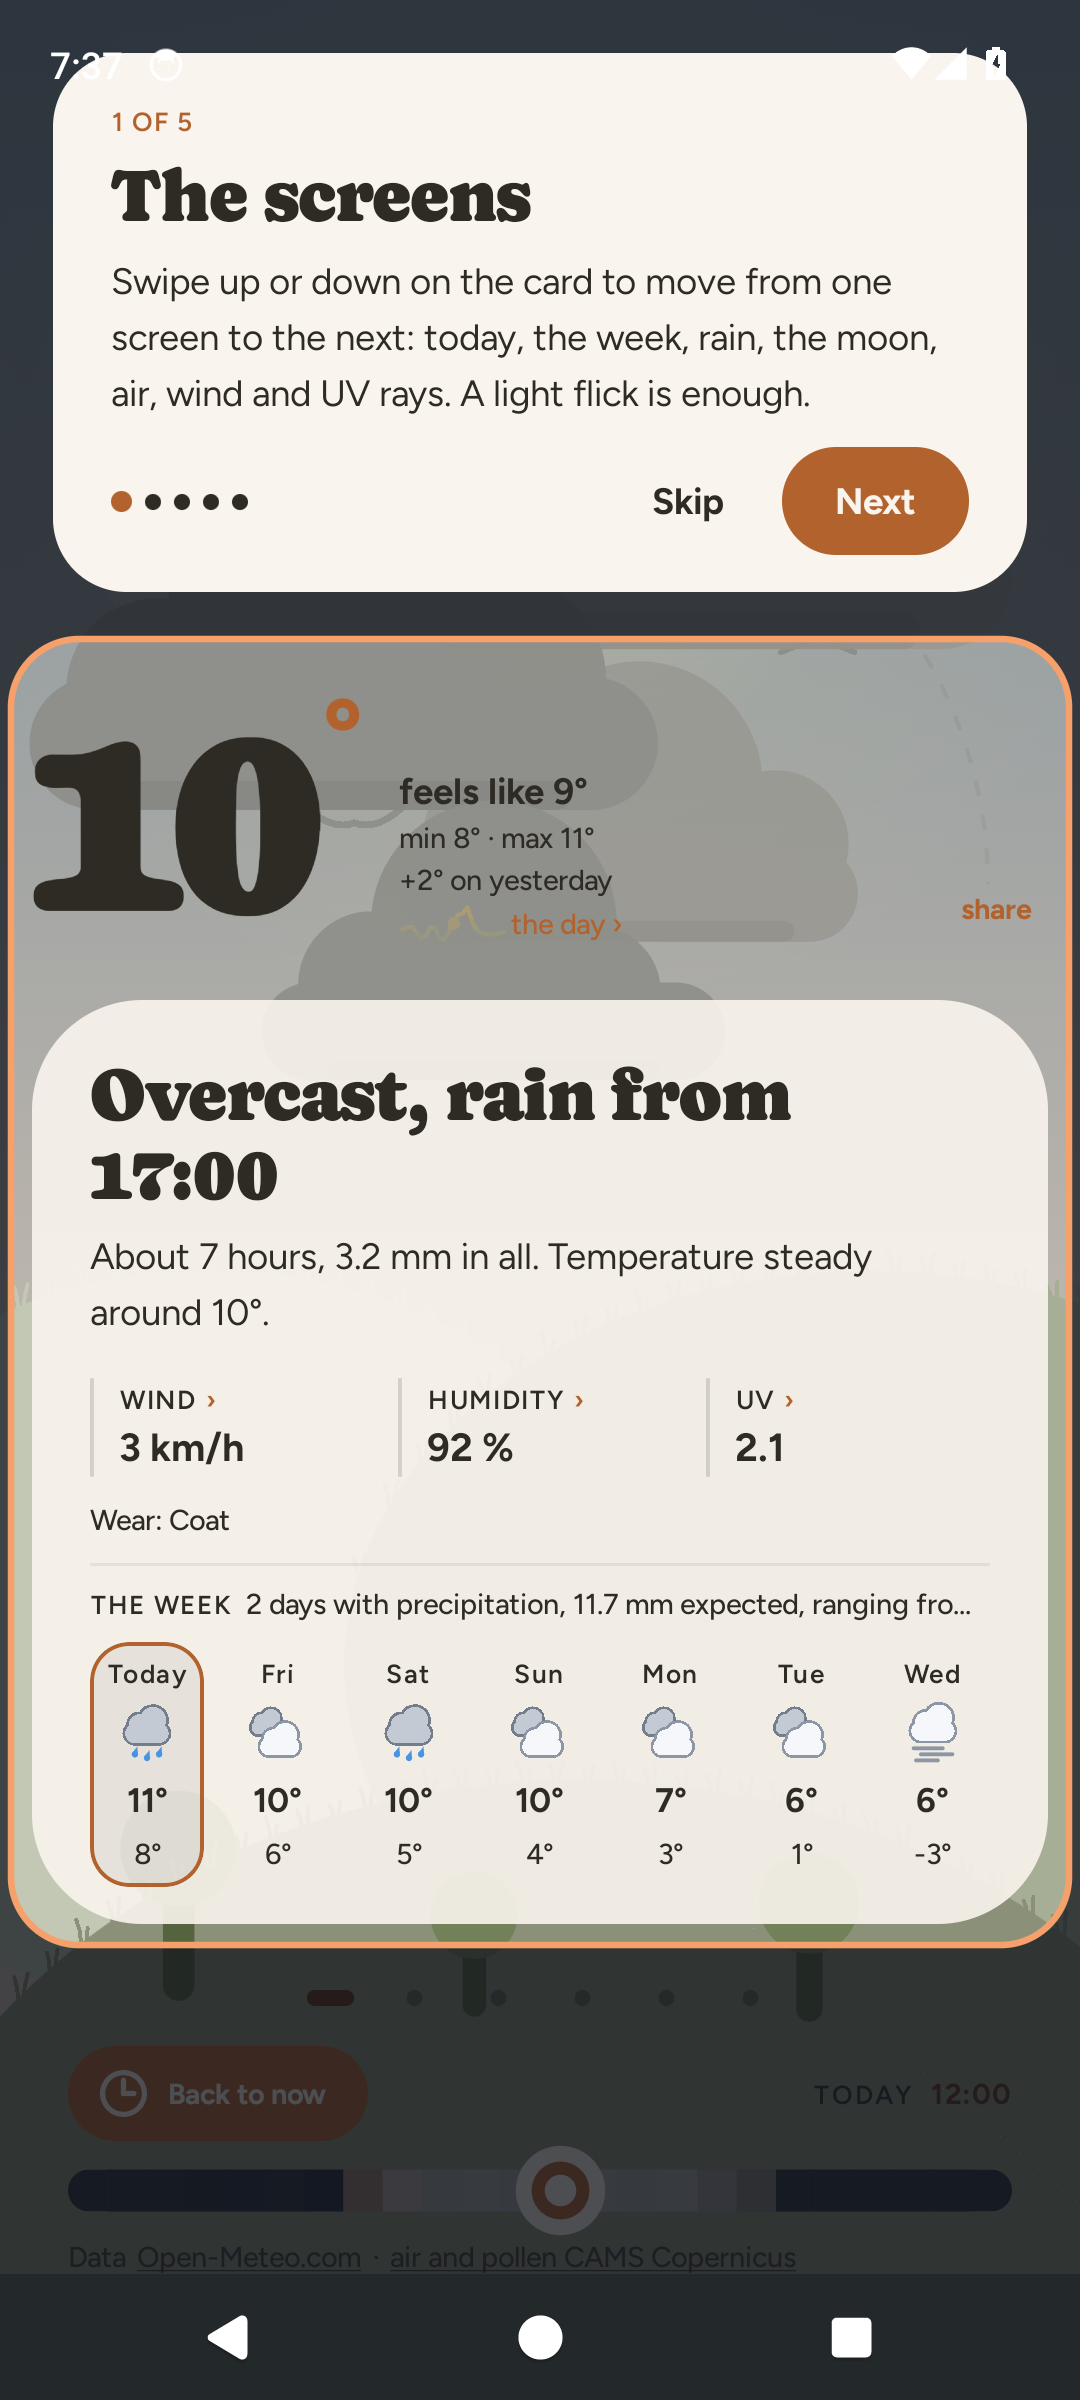 7:37
1 OF 5
The screens
Swipe up or down on the card to move from one
screen to the next: today, the week, rain, the moon,
air, wind and UV rays. A light flick is enough.
Skip
Next
10°
feels like 9°
min 8° · max 11°
+2° on yesterday
the day ›
share
Overcast, rain from
17:00
About 7 hours, 3.2 mm in all. Temperature steady
around 10°.
WIND › HUMIDITY › UV ›
3 km/h 92 % 2.1
Wear: Coat
THE WEEK 2 days with precipitation, 11.7 mm expected, ranging fro...
Today Fri Sat Sun Mon Tue Wed
11° 10° 10° 10° 7° 6° 6°
8° 6° 5° 4° 3° 1° -3°
Back to now
TODAY 12:00
Data Open-Meteo.com · air and pollen CAMS Copernicus